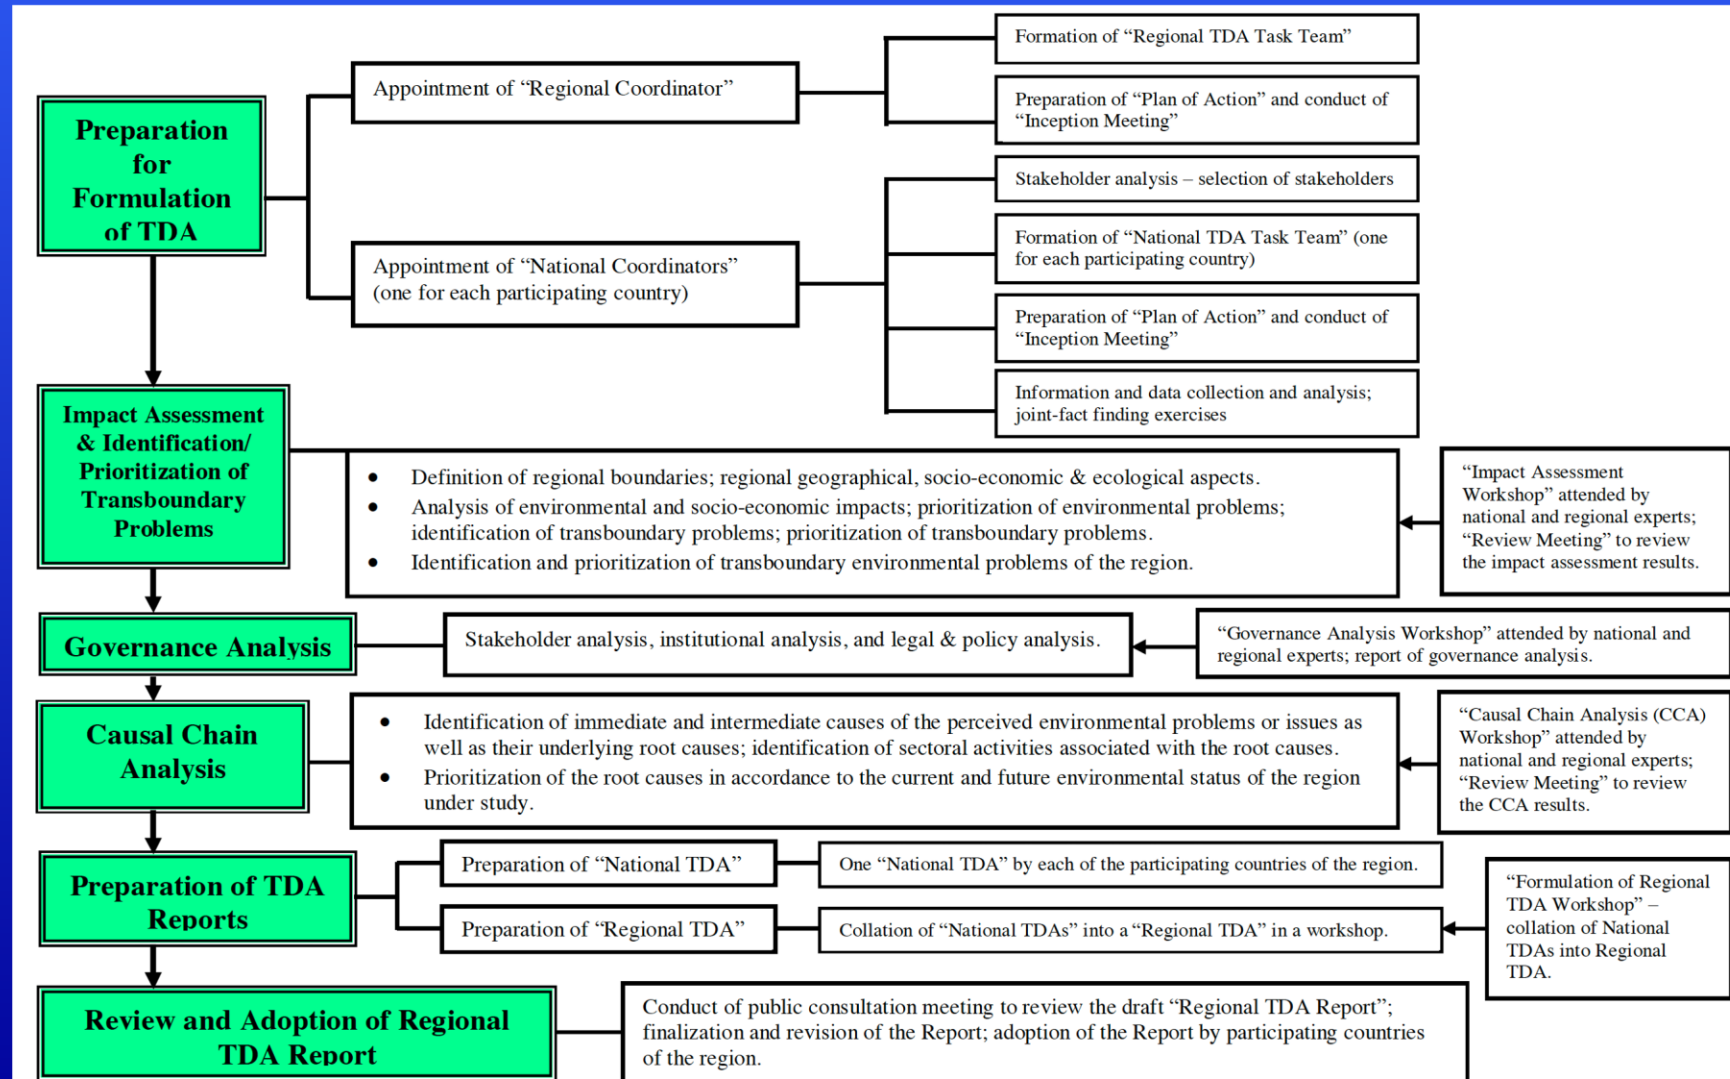 Preparation
for
Formulation
of TDA
Appointment of “Regional Coordinator”
Formation of “Regional TDA Task Team”
Preparation of “Plan of Action” and conduct of
“Inception Meeting”
Appointment of “National Coordinators”
(one for each participating country)
Stakeholder analysis – selection of stakeholders
Formation of “National TDA Task Team” (one
for each participating country)
Preparation of “Plan of Action” and conduct of
“Inception Meeting”
Information and data collection and analysis;
joint-fact finding exercises
Impact Assessment
& Identification/
Prioritization of
Transboundary
Problems
• Definition of regional boundaries; regional geographical, socio-economic & ecological aspects.
• Analysis of environmental and socio-economic impacts; prioritization of environmental problems;
identification of transboundary problems; prioritization of transboundary problems.
• Identification and prioritization of transboundary environmental problems of the region.
“Impact Assessment
Workshop” attended by
national and regional experts;
“Review Meeting” to review
the impact assessment results.
Governance Analysis
Stakeholder analysis, institutional analysis, and legal & policy analysis.
“Governance Analysis Workshop” attended by national and
regional experts; report of governance analysis.
Causal Chain
Analysis
• Identification of immediate and intermediate causes of the perceived environmental problems or issues as
well as their underlying root causes; identification of sectoral activities associated with the root causes.
• Prioritization of the root causes in accordance to the current and future environmental status of the region
under study.
“Causal Chain Analysis (CCA)
Workshop” attended by
national and regional experts;
“Review Meeting” to review
the CCA results.
Preparation of TDA
Reports
Preparation of “National TDA”
One “National TDA” by each of the participating countries of the region.
Preparation of “Regional TDA”
Collation of “National TDAs” into a “Regional TDA” in a workshop.
“Formulation of Regional
TDA Workshop” –
collation of National
TDAs into Regional
TDA.
Review and Adoption of Regional
TDA Report
Conduct of public consultation meeting to review the draft “Regional TDA Report”;
finalization and revision of the Report; adoption of the Report by participating countries
of the region.